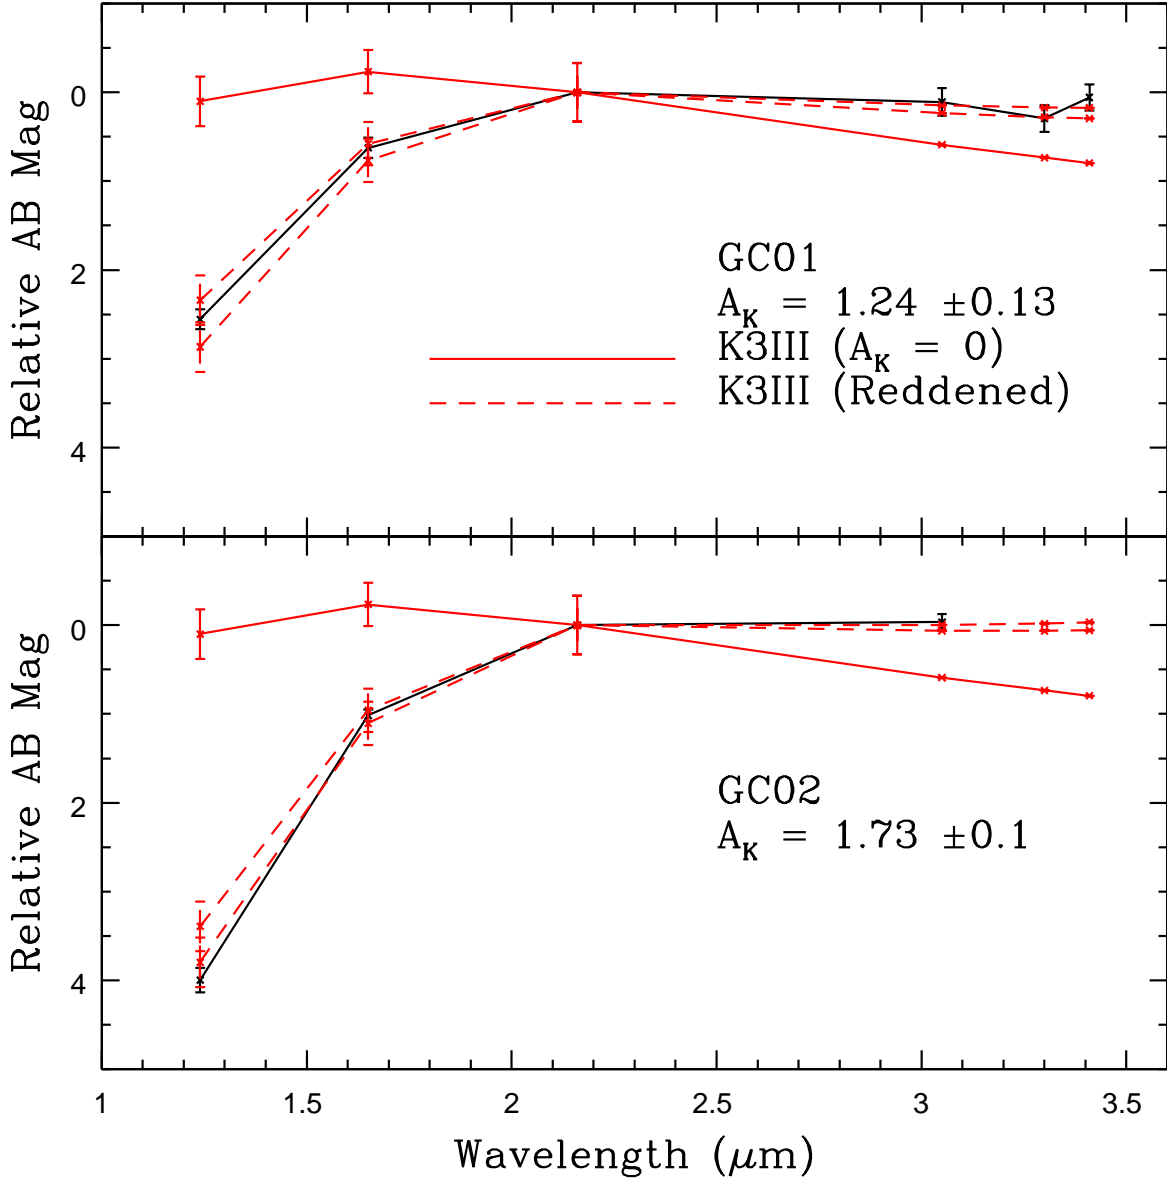 Relative AB Mag
0
2
4
GC01
A_K = 1.24 ±0.13
K3III (A_K = 0)
K3III (Reddened)
Relative AB Mag
0
2
4
GC02
A_K = 1.73 ±0.1
1 1.5 2 2.5 3 3.5
Wavelength (μm)